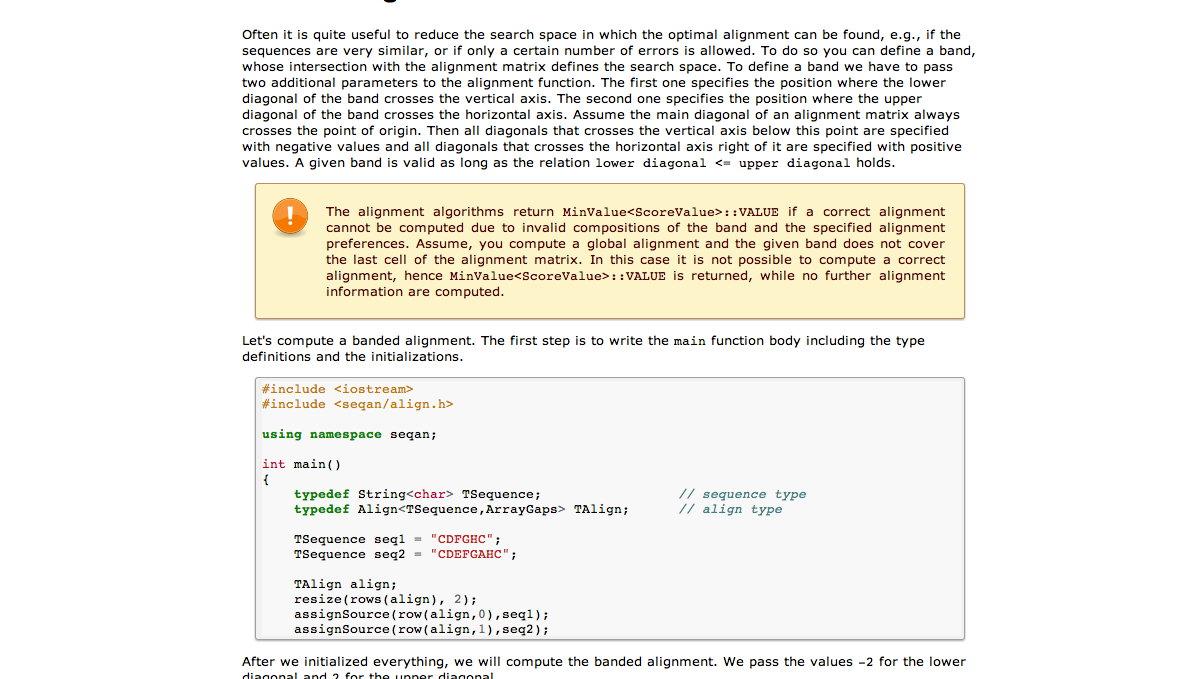 Often it is quite useful to reduce the search space in which the optimal alignment can be found, e.g., if the
sequences are very similar, or if only a certain number of errors is allowed. To do so you can define a band,
whose intersection with the alignment matrix defines the search space. To define a band we have to pass
two additional parameters to the alignment function. The first one specifies the position where the lower
diagonal of the band crosses the vertical axis. The second one specifies the position where the upper
diagonal of the band crosses the horizontal axis. Assume the main diagonal of an alignment matrix always
crosses the point of origin. Then all diagonals that crosses the vertical axis below this point are specified
with negative values and all diagonals that crosses the horizontal axis right of it are specified with positive
values. A given band is valid as long as the relation lower diagonal <= upper diagonal holds.
The alignment algorithms return MinValue<ScoreValue>::VALUE if a correct alignment
cannot be computed due to invalid compositions of the band and the specified alignment
preferences. Assume, you compute a global alignment and the given band does not cover
the last cell of the alignment matrix. In this case it is not possible to compute a correct
alignment, hence MinValue<ScoreValue>::VALUE is returned, while no further alignment
information are computed.
Let's compute a banded alignment. The first step is to write the main function body including the type
definitions and the initializations.
#include <iostream>
#include <seqan/align.h>
using namespace seqan;
int main()
{
typedef String<char> TSequence; // sequence type
typedef Align<TSequence,ArrayGaps> TAlign; // align type
TSequence seq1 = "CDFGHC";
TSequence seq2 = "CDEFGAHC";
TAlign align;
resize(rows(align), 2);
assignSource(row(align,0),seq1);
assignSource(row(align,1),seq2);
After we initialized everything, we will compute the banded alignment. We pass the values -2 for the lower
diagonal and 2 for the upper diagonal